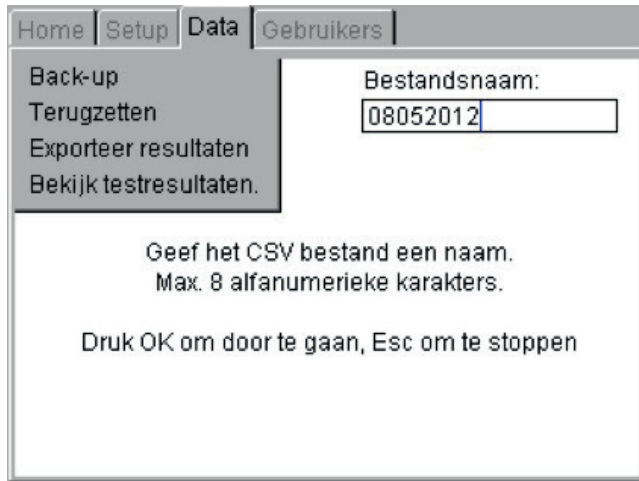 Home Setup Data Gebruikers
Back-up
Terugzetten
Exporteer resultaten
Bekijk testresultaten.
Bestandsnaam:
08052012
Geef het CSV bestand een naam.
Max. 8 alfanumerieke karakters.
Druk OK om door te gaan, Esc om te stoppen